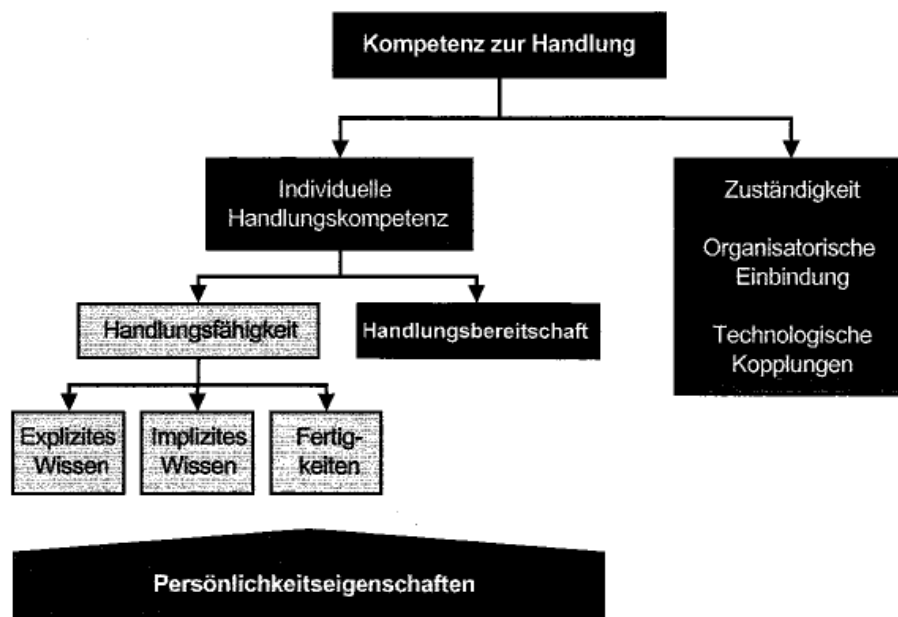 Kompetenz zur Handlung
Individuelle
Handlungskompetenz
Zuständigkeit
Organisatorische
Einbindung
Technologische
Kopplungen
Handlungsfähigkeit
Handlungsbereitschaft
Explizites
Wissen
Implizites
Wissen
Fertig-
keiten
Persönlichkeitseigenschaften